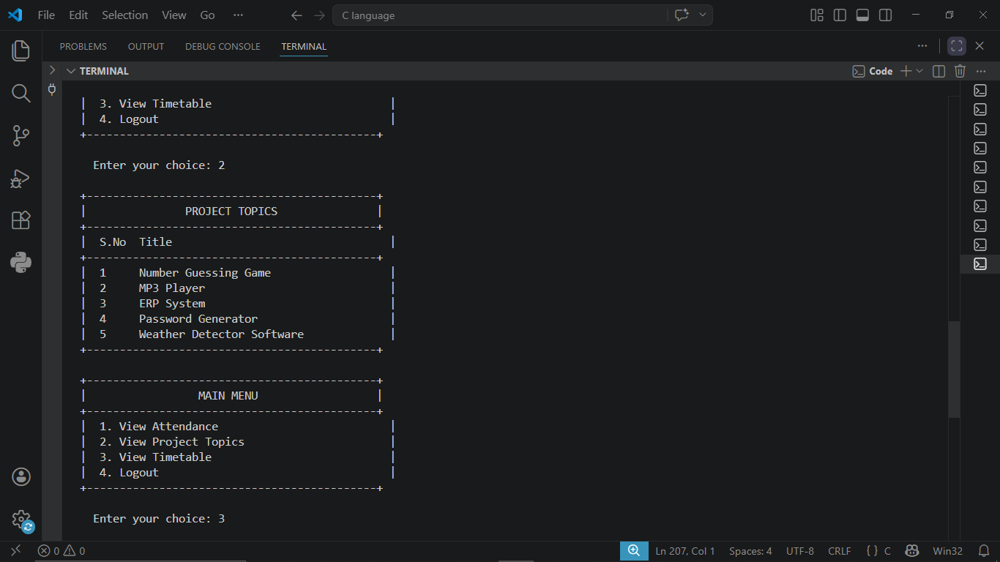 File Edit Selection View Go ··· C language
PROBLEMS OUTPUT DEBUG CONSOLE TERMINAL ···
TERMINAL Code ···
|  3. View Timetable                           |
|  4. Logout                                   |
+--------------------------------------------+
Enter your choice: 2
+--------------------------------------------+
|               PROJECT TOPICS               |
+--------------------------------------------+
|  S.No  Title                                 |
+--------------------------------------------+
|  1     Number Guessing Game                  |
|  2     MP3 Player                            |
|  3     ERP System                            |
|  4     Password Generator                    |
|  5     Weather Detector Software             |
+--------------------------------------------+
+--------------------------------------------+
|                 MAIN MENU                  |
+--------------------------------------------+
|  1. View Attendance                          |
|  2. View Project Topics                      |
|  3. View Timetable                           |
|  4. Logout                                   |
+--------------------------------------------+
Enter your choice: 3
0 0 Ln 207, Col 1 Spaces: 4 UTF-8 CRLF {} C Win32